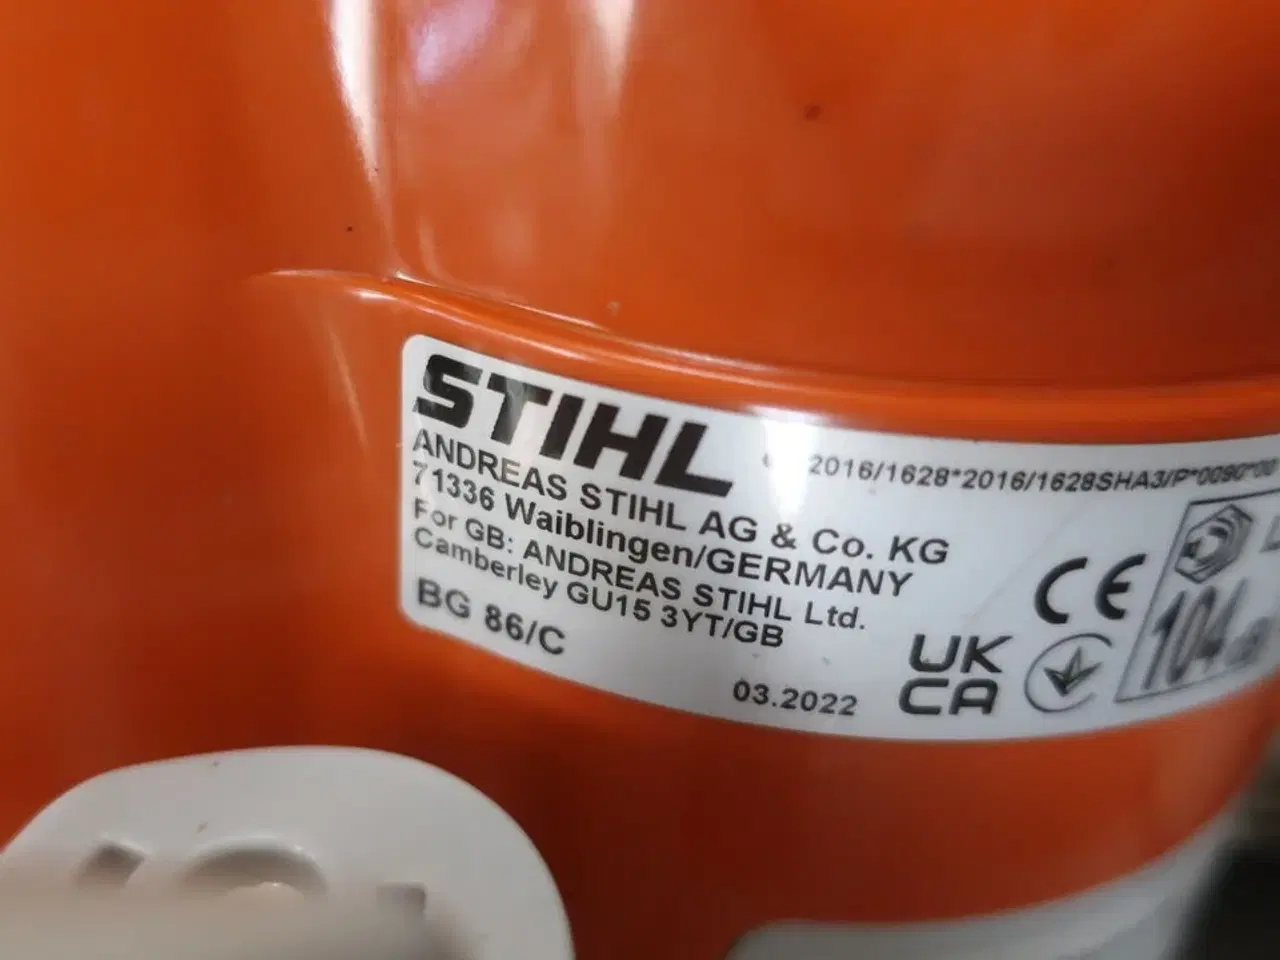 STIHL
2016/1628*2016/1628SHA3/P*0090*00
ANDREAS STIHL AG & Co. KG
71336 Waiblingen/GERMANY
For GB: ANDREAS STIHL Ltd.
Camberley GU15 3YT/GB
BG 86/C
03.2022
CE
UK
CA
104